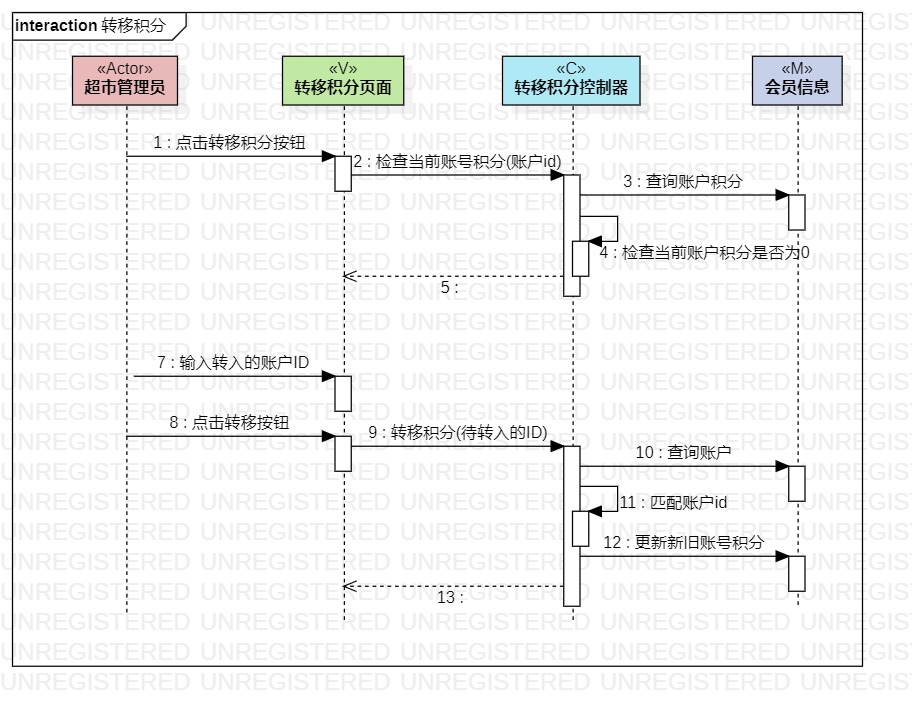 interaction 转移积分
«Actor»
超市管理员
«V»
转移积分页面
«C»
转移积分控制器
«M»
会员信息
1 : 点击转移积分按钮
2 : 检查当前账号积分(账户id)
3 : 查询账户积分
4 : 检查当前账户积分是否为0
5 :
7 : 输入转入的账户ID
8 : 点击转移按钮
9 : 转移积分(待转入的ID)
10 : 查询账户
11 : 匹配账户id
12 : 更新新旧账号积分
13 :
UNREGISTERED